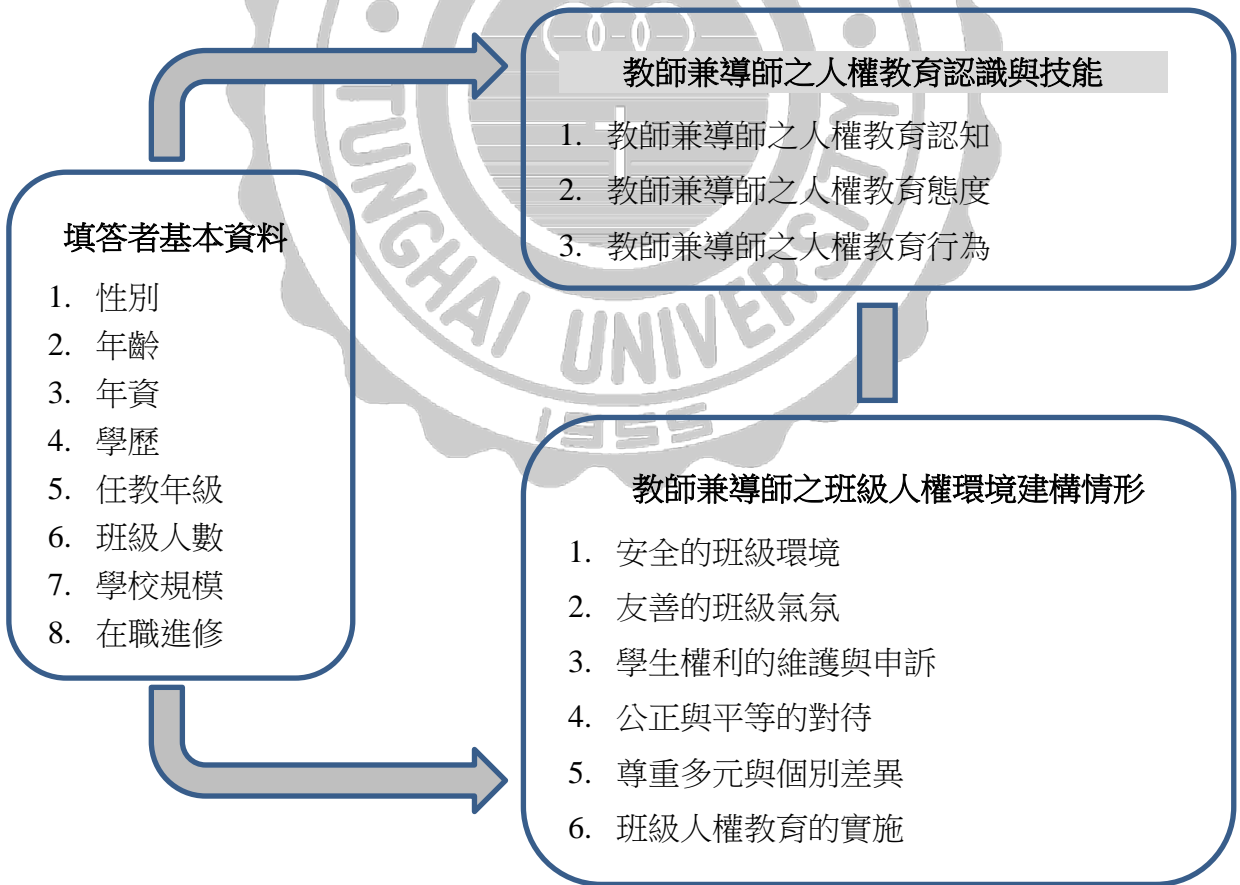 教師兼導師之人權教育認識與技能
1. 教師兼導師之人權教育認知
2. 教師兼導師之人權教育態度
3. 教師兼導師之人權教育行為
填答者基本資料
1. 性別
2. 年齡
3. 年資
4. 學歷
5. 任教年級
6. 班級人數
7. 學校規模
8. 在職進修
教師兼導師之班級人權環境建構情形
1. 安全的班級環境
2. 友善的班級氣氛
3. 學生權利的維護與申訴
4. 公正與平等的對待
5. 尊重多元與個別差異
6. 班級人權教育的實施
TUNGHAI UNIVERSITY
1955